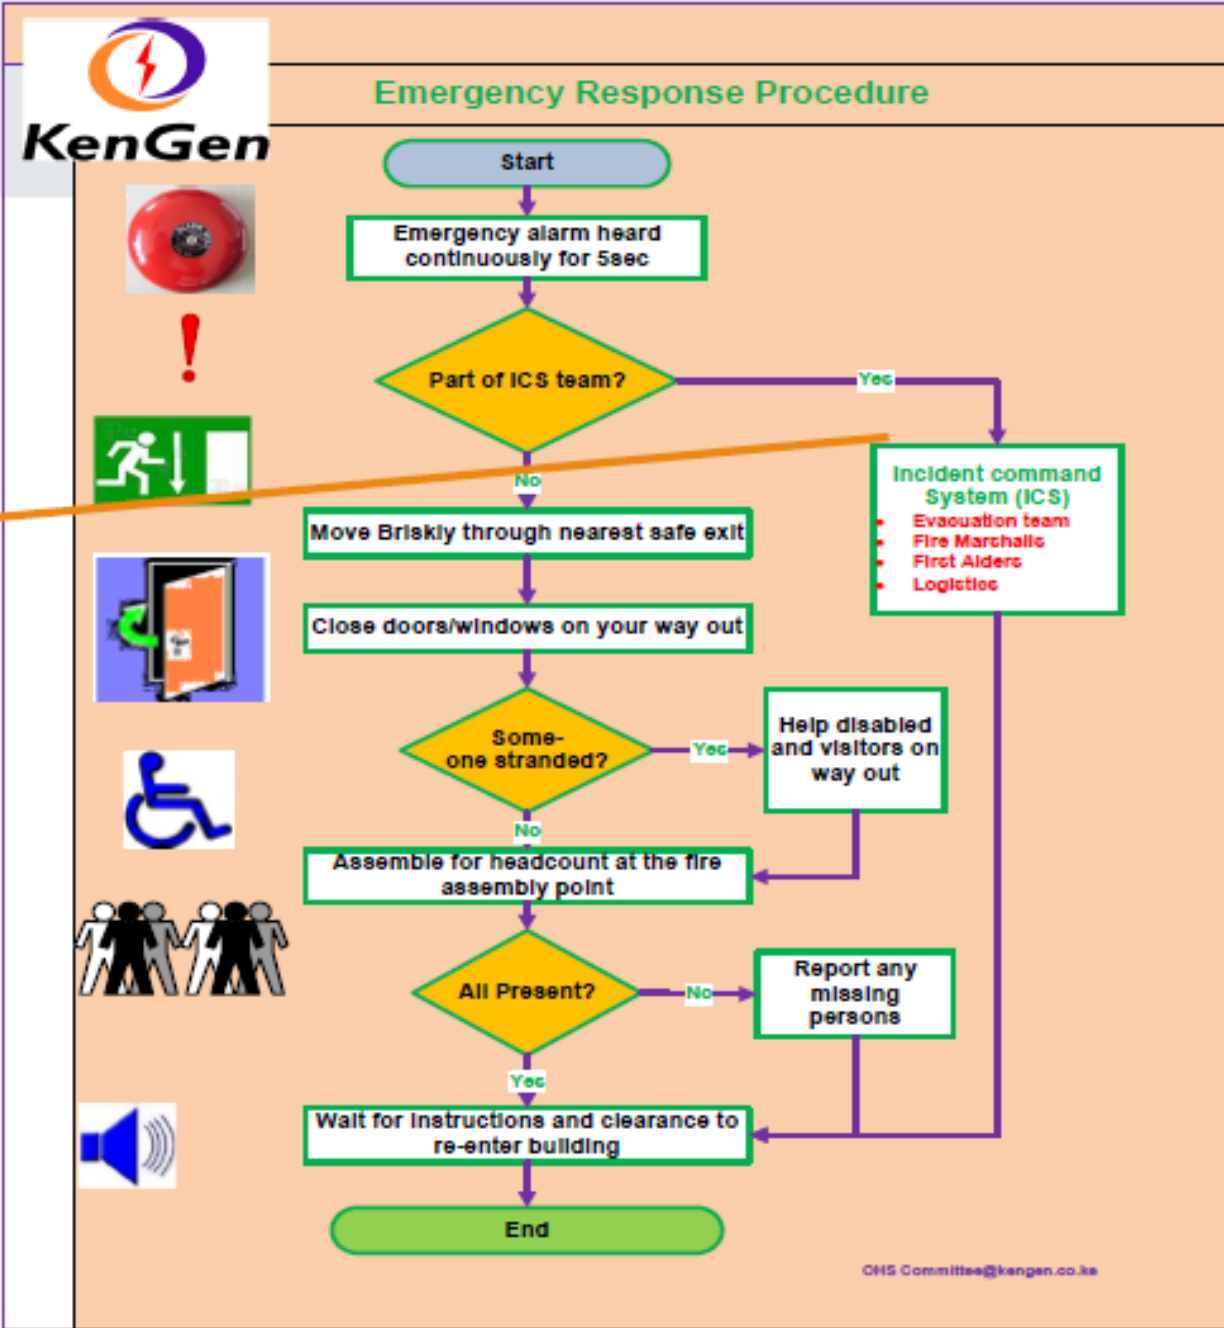 KenGen
Emergency Response Procedure
Start
Emergency alarm heard
continuously for 5sec
Part of ICS team?
Yes
No
Incident command
System (ICS)
Evacuation team
Fire Marshalls
First Aiders
Logistics
Move Briskly through nearest safe exit
Close doors/windows on your way out
Some-
one stranded?
Yes
Help disabled
and visitors on
way out
No
Assemble for headcount at the fire
assembly point
All Present?
No
Report any
missing
persons
Yes
Wait for instructions and clearance to
re-enter building
End
OHS Committee@kengen.co.ke